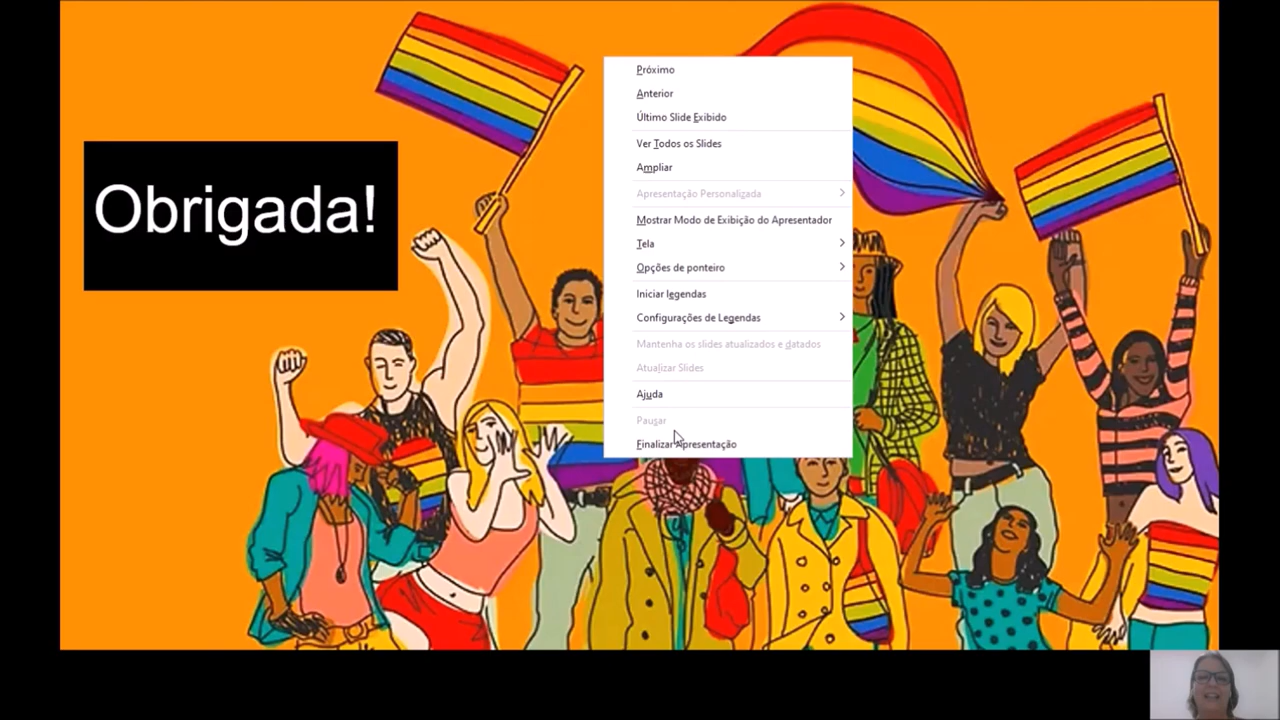 Obrigada!
Próximo
Anterior
Último Slide Exibido
Ver Todos os Slides
Ampliar
Apresentação Personalizada
Mostrar Modo de Exibição do Apresentador
Tela
Opções de ponteiro
Iniciar legendas
Configurações de Legendas
Mantenha os slides atualizados e datados
Atualizar Slides
Ajuda
Pausar
Finalizar Apresentação